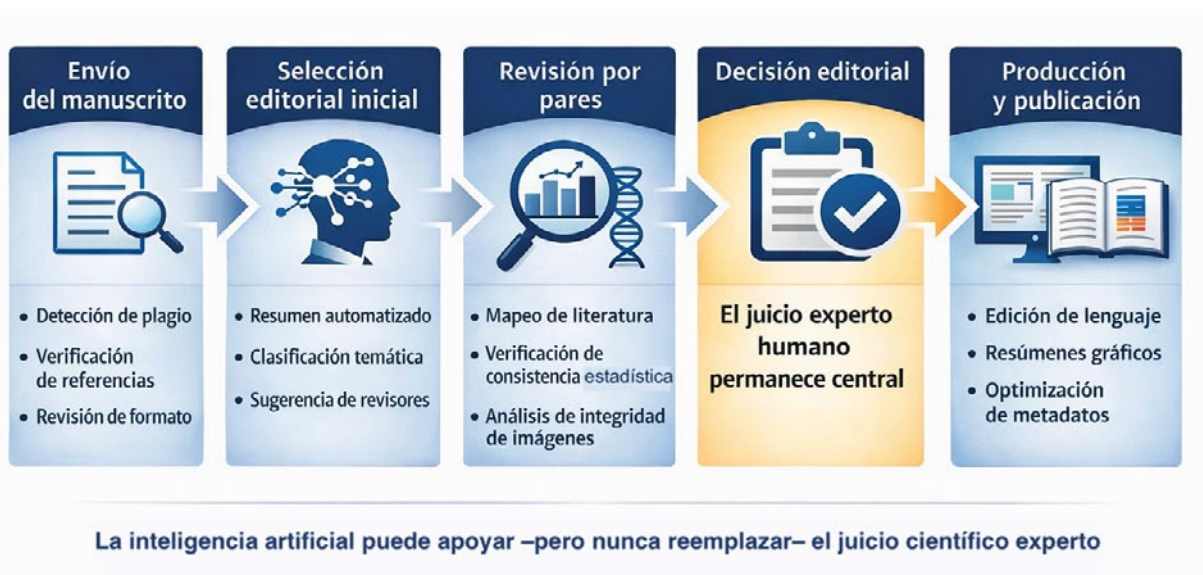 Envío
del manuscrito
• Detección de plagio
• Verificación
de referencias
• Revisión de formato
Selección
editorial inicial
• Resumen automatizado
• Clasificación temática
• Sugerencia de revisores
Revisión por
pares
• Mapeo de literatura
• Verificación de
consistencia estadística
• Análisis de integridad
de imágenes
Decisión editorial
El juicio experto
humano
permanece central
Producción
y publicación
• Edición de lenguaje
• Resúmenes gráficos
• Optimización
de metadatos
La inteligencia artificial puede apoyar –pero nunca reemplazar– el juicio científico experto